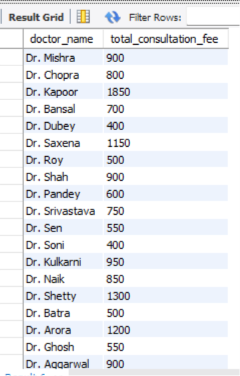 Result Grid Filter Rows:
doctor_name total_consultation_fee
Dr. Mishra 900
Dr. Chopra 800
Dr. Kapoor 1850
Dr. Bansal 700
Dr. Dubey 400
Dr. Saxena 1150
Dr. Roy 500
Dr. Shah 900
Dr. Pandey 600
Dr. Srivastava 750
Dr. Sen 550
Dr. Soni 400
Dr. Kulkarni 950
Dr. Naik 850
Dr. Shetty 1300
Dr. Batra 500
Dr. Arora 1200
Dr. Ghosh 550
Dr. Aggarwal 900